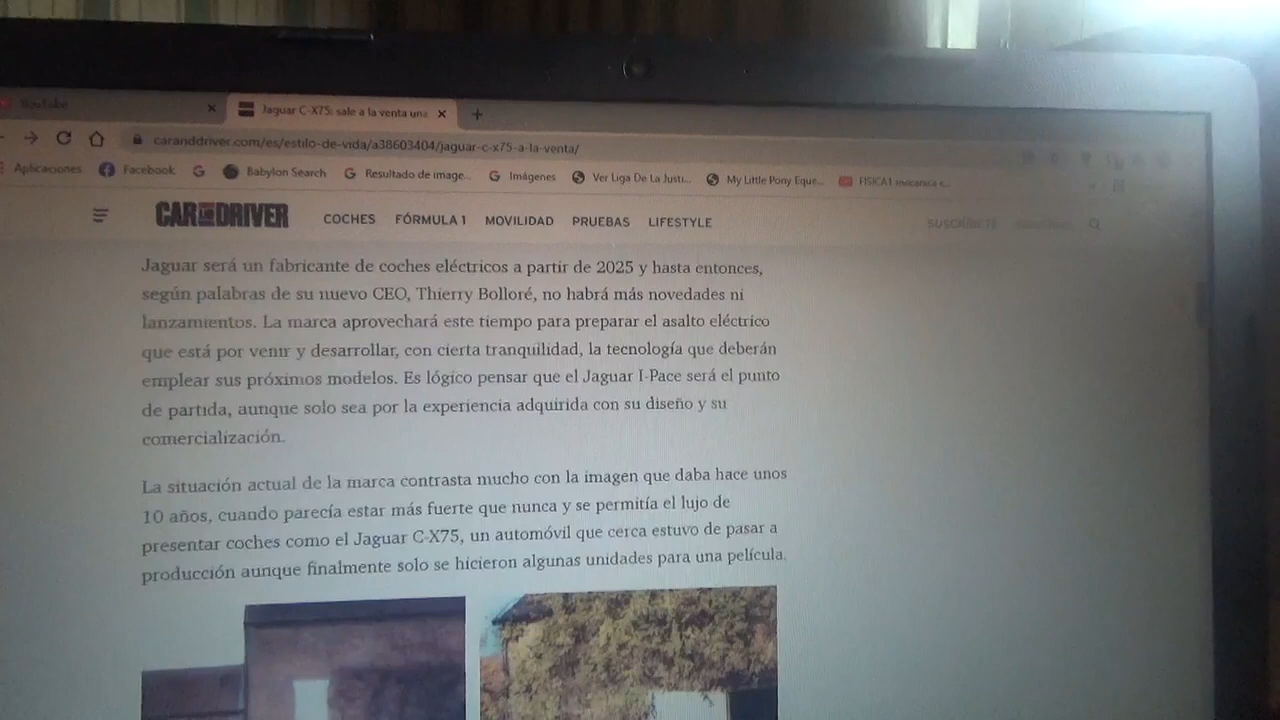 YouTube
Jaguar C-X75: sale a la venta una
caranddriver.com/es/estilo-de-vida/a38603404/jaguar-c-x75-a-la-venta/
Aplicaciones Facebook Babylon Search Resultado de image... Imágenes Ver Liga De La Justi... My Little Pony Eque... FISICA1 mecanica e...
CAR AND DRIVER COCHES FÓRMULA 1 MOVILIDAD PRUEBAS LIFESTYLE SUSCRÍBETE
Jaguar será un fabricante de coches eléctricos a partir de 2025 y hasta entonces,
según palabras de su nuevo CEO, Thierry Bolloré, no habrá más novedades ni
lanzamientos. La marca aprovechará este tiempo para preparar el asalto eléctrico
que está por venir y desarrollar, con cierta tranquilidad, la tecnología que deberán
emplear sus próximos modelos. Es lógico pensar que el Jaguar I-Pace será el punto
de partida, aunque solo sea por la experiencia adquirida con su diseño y su
comercialización.
La situación actual de la marca contrasta mucho con la imagen que daba hace unos
10 años, cuando parecía estar más fuerte que nunca y se permitía el lujo de
presentar coches como el Jaguar C-X75, un automóvil que cerca estuvo de pasar a
producción aunque finalmente solo se hicieron algunas unidades para una película.